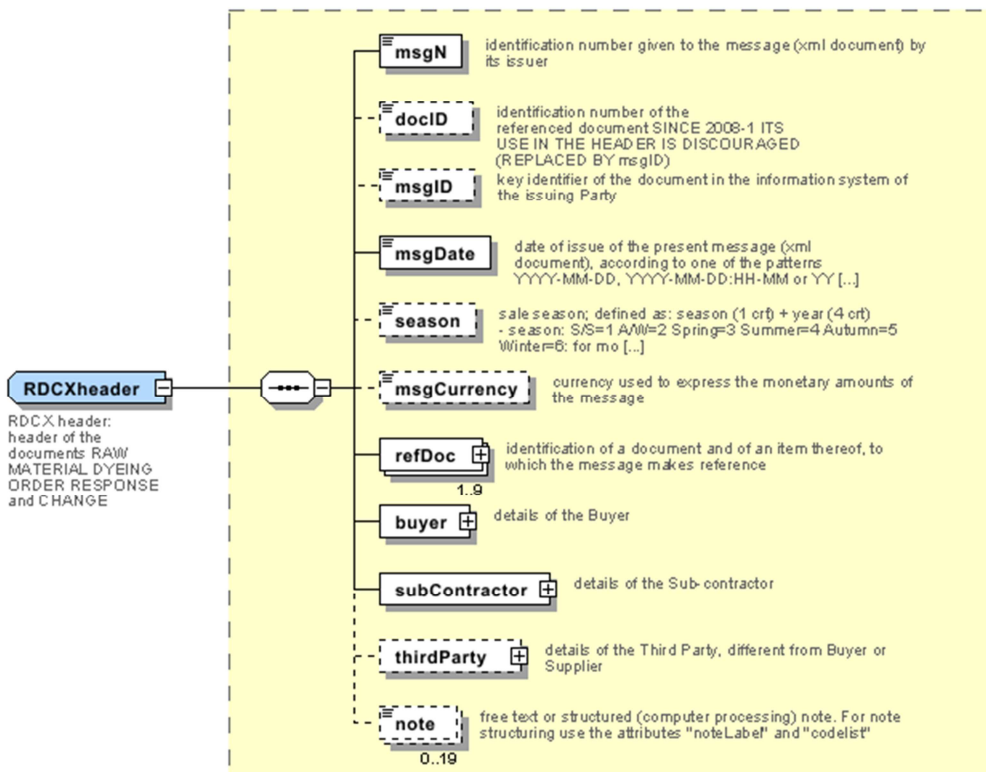 msgN
identification number given to the message (xml document) by
its issuer
docID
identification number of the
referenced document SINCE 2008-1 ITS
USE IN THE HEADER IS DISCOURAGED
(REPLACED BY msgID)
msgID
key identifier of the document in the information system of
the issuing Party
msgDate
date of issue of the present message (xml
document), according to one of the patterns
YYYY-MM-DD, YYYY-MM-DD:HH-MM or YY [...]
season
sale season; defined as: season (1 crt) + year (4 crt)
- season: S/S=1 A/W=2 Spring=3 Summer=4 Autumn=5
Winter=6: for mo [...]
RDCXheader
RDCX header:
header of the
documents RAW
MATERIAL DYEING
ORDER RESPONSE
and CHANGE
msgCurrency
currency used to express the monetary amounts of
the message
refDoc
1..9
identification of a document and of an item thereof, to
which the message makes reference
buyer
details of the Buyer
subContractor
details of the Sub-contractor
thirdParty
details of the Third Party, different from Buyer or
Supplier
note
0..19
free text or structured (computer processing) note. For note
structuring use the attributes "noteLabel" and "codelist"